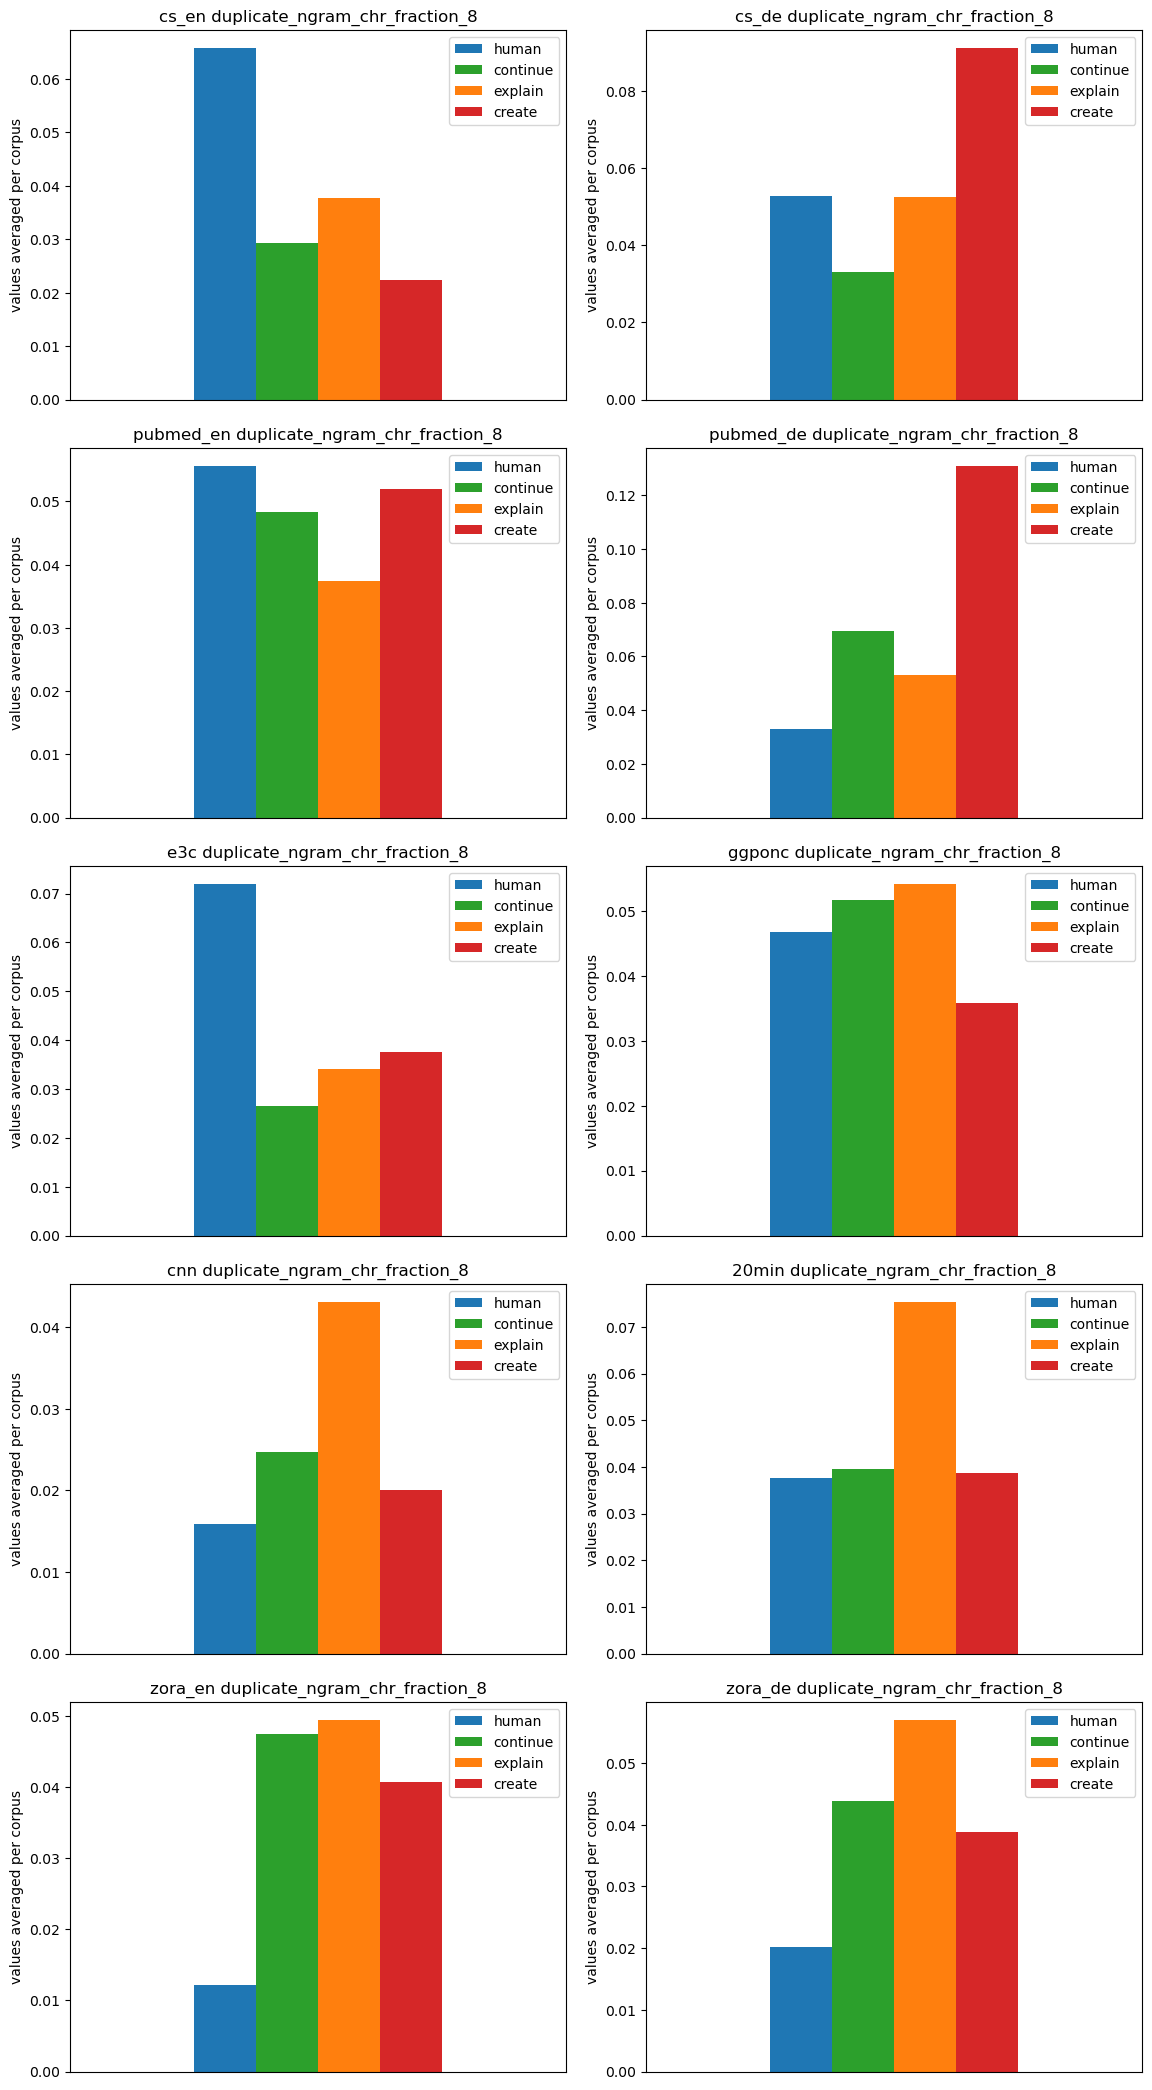 cs_en duplicate_ngram_chr_fraction_8
values averaged per corpus
0.06
0.05
0.04
0.03
0.02
0.01
0.00
human
continue
explain
create
cs_de duplicate_ngram_chr_fraction_8
values averaged per corpus
0.08
0.06
0.04
0.02
0.00
human
continue
explain
create
pubmed_en duplicate_ngram_chr_fraction_8
values averaged per corpus
0.05
0.04
0.03
0.02
0.01
0.00
human
continue
explain
create
pubmed_de duplicate_ngram_chr_fraction_8
values averaged per corpus
0.12
0.10
0.08
0.06
0.04
0.02
0.00
human
continue
explain
create
e3c duplicate_ngram_chr_fraction_8
values averaged per corpus
0.07
0.06
0.05
0.04
0.03
0.02
0.01
0.00
human
continue
explain
create
ggponc duplicate_ngram_chr_fraction_8
values averaged per corpus
0.05
0.04
0.03
0.02
0.01
0.00
human
continue
explain
create
cnn duplicate_ngram_chr_fraction_8
values averaged per corpus
0.04
0.03
0.02
0.01
0.00
human
continue
explain
create
20min duplicate_ngram_chr_fraction_8
values averaged per corpus
0.07
0.06
0.05
0.04
0.03
0.02
0.01
0.00
human
continue
explain
create
zora_en duplicate_ngram_chr_fraction_8
values averaged per corpus
0.05
0.04
0.03
0.02
0.01
0.00
human
continue
explain
create
zora_de duplicate_ngram_chr_fraction_8
values averaged per corpus
0.05
0.04
0.03
0.02
0.01
0.00
human
continue
explain
create